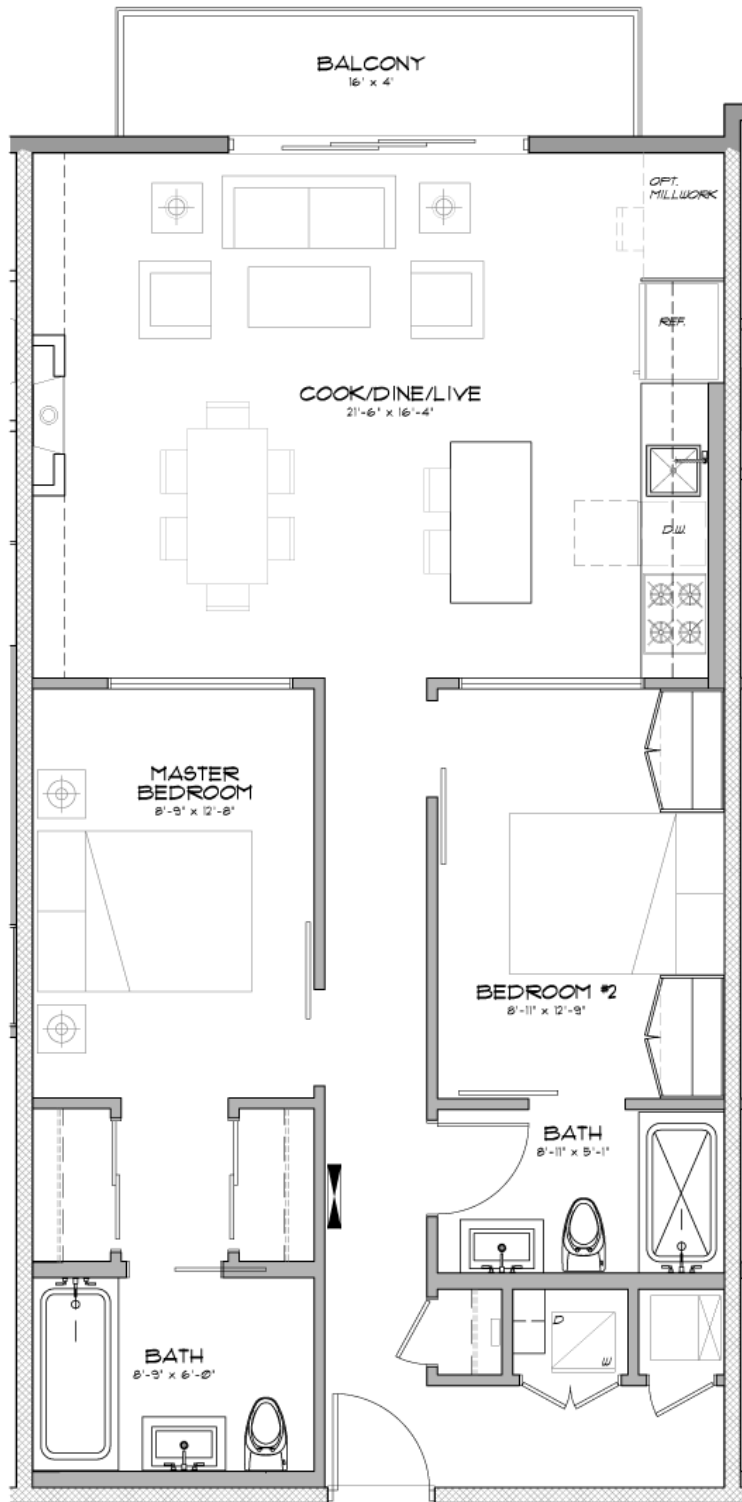 BALCONY
16' x 4'
OPT.
MILLWORK
REF.
COOK/DINE/LIVE
21'-6" x 16'-4"
D.W.
MASTER
BEDROOM
8'-9" x 12'-8"
BEDROOM #2
8'-11" x 12'-9"
BATH
8'-11" x 5'-1"
D
W
BATH
8'-9" x 6'-0"